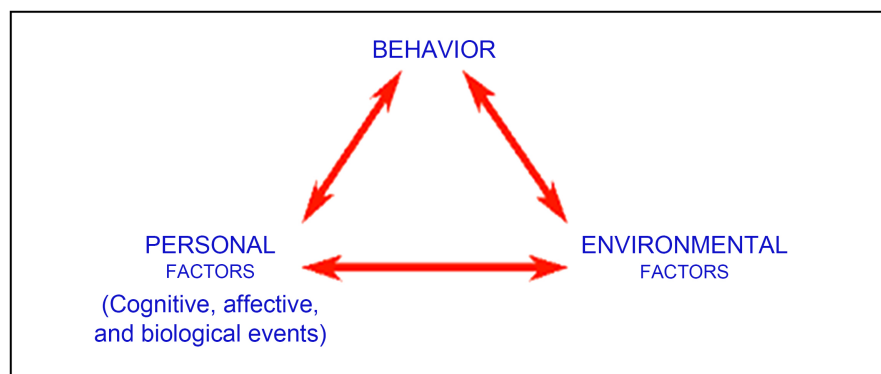 BEHAVIOR
PERSONAL
FACTORS
(Cognitive, affective,
and biological events)
ENVIRONMENTAL
FACTORS